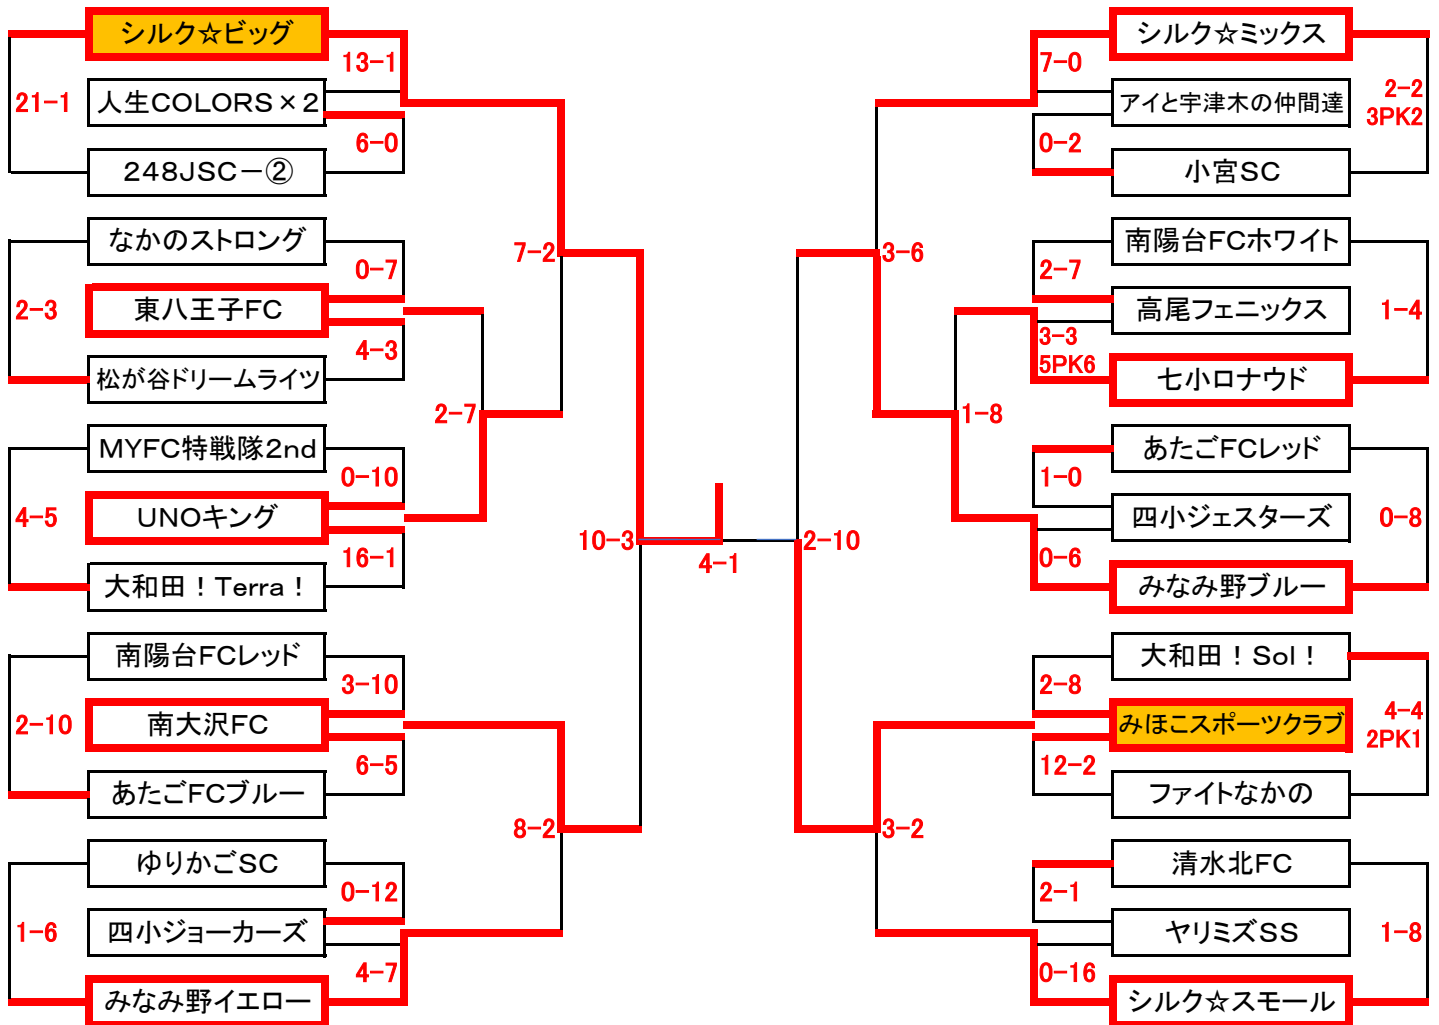 シルク☆ビッグ
13-1
21-1
人生COLORS×2
6-0
248JSC-②
なかのストロング
7-2
0-7
2-3
東八王子FC
4-3
松が谷ドリームライツ
2-7
MYFC特戦隊2nd
0-10
4-5
UNOキング
16-1
大和田！Terra！
10-3
4-1
南陽台FCレッド
3-10
2-10
南大沢FC
6-5
あたごFCブルー
8-2
ゆりかごSC
0-12
1-6
四小ジョーカーズ
4-7
みなみ野イエロー
シルク☆ミックス
7-0
2-2
3PK2
アイと宇津木の仲間達
0-2
小宮SC
3-6
南陽台FCホワイト
2-7
高尾フェニックス
1-4
3-3
5PK6
七小ロナウド
1-8
あたごFCレッド
1-0
四小ジェスターズ
0-8
2-10
0-6
みなみ野ブルー
大和田！Sol！
2-8
4-4
2PK1
みほこスポーツクラブ
12-2
ファイトなかの
3-2
清水北FC
2-1
ヤリミズSS
1-8
0-16
シルク☆スモール